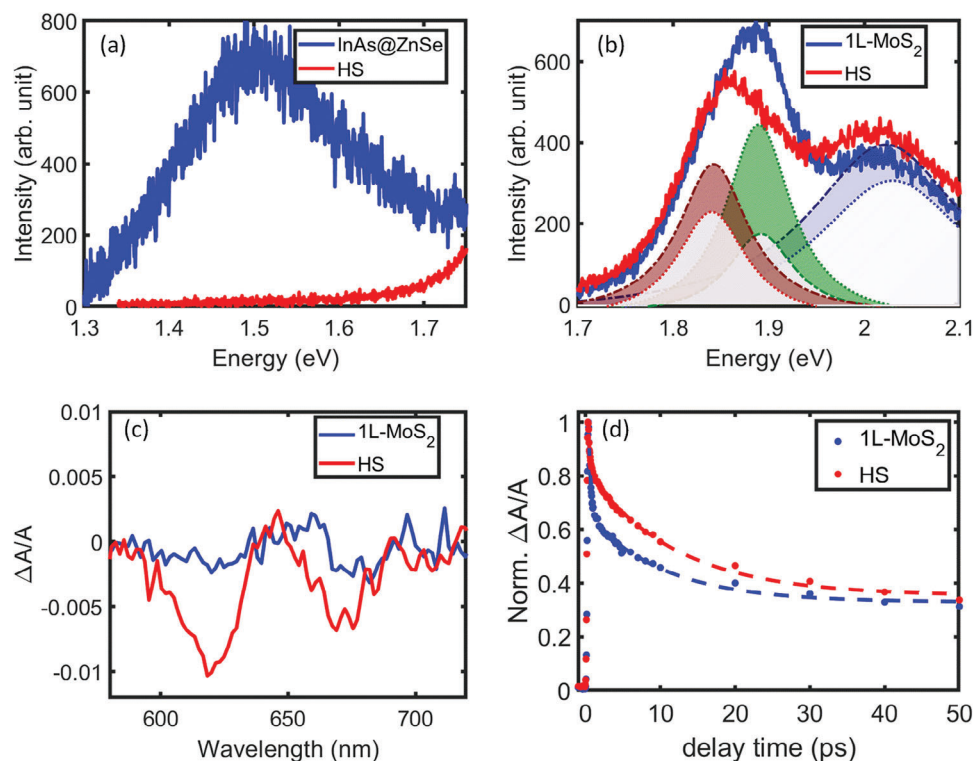 (a)
InAs@ZnSe
HS
Intensity (arb. unit)
800
600
400
200
0
1.3
1.4
1.5
1.6
1.7
Energy (eV)
(b)
1L-MoS₂
HS
Intensity (arb. unit)
600
400
200
0
1.7
1.8
1.9
2
2.1
Energy (eV)
(c)
1L-MoS₂
HS
ΔA/A
0.01
0.005
0
-0.005
-0.01
600
650
700
Wavelength (nm)
(d)
1L-MoS₂
HS
Norm. ΔA/A
1
0.8
0.6
0.4
0.2
0
0
10
20
30
40
50
delay time (ps)